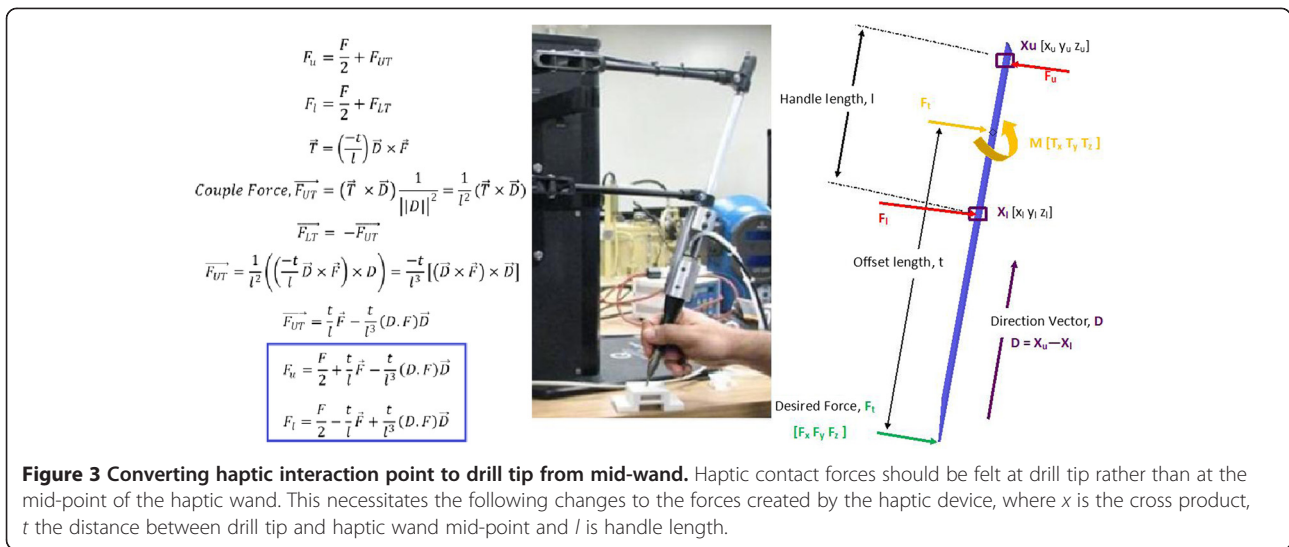 F_u = F/2 + F_UT
F_l = F/2 + F_LT
T⃗ = (-t/l) D⃗ × F⃗
Couple Force, F_UT⃗ = (T⃗ × D⃗) 1/||D||² = 1/l² (T⃗ × D⃗)
F_LT⃗ = −F_UT⃗
F_UT⃗ = 1/l² ((-t/l D⃗ × F⃗) × D) = -t/l³ [(D⃗ × F⃗) × D⃗]
F_UT⃗ = t/l F⃗ − t/l³ (D.F)D⃗
F_u = F/2 + t/l F⃗ − t/l³ (D.F)D⃗
F_l = F/2 − t/l F⃗ + t/l³ (D.F)D⃗
Xu [x_u y_u z_u]
F_u
Handle length, l
F_t
M [T_x T_y T_z ]
F_l
X_l [x_l y_l z_l]
Offset length, t
Direction Vector, D
D = X_u—X_l
Desired Force, F_t
[F_x F_y F_z ]
Figure 3 Converting haptic interaction point to drill tip from mid-wand. Haptic contact forces should be felt at drill tip rather than at the
mid-point of the haptic wand. This necessitates the following changes to the forces created by the haptic device, where x is the cross product,
t the distance between drill tip and haptic wand mid-point and l is handle length.